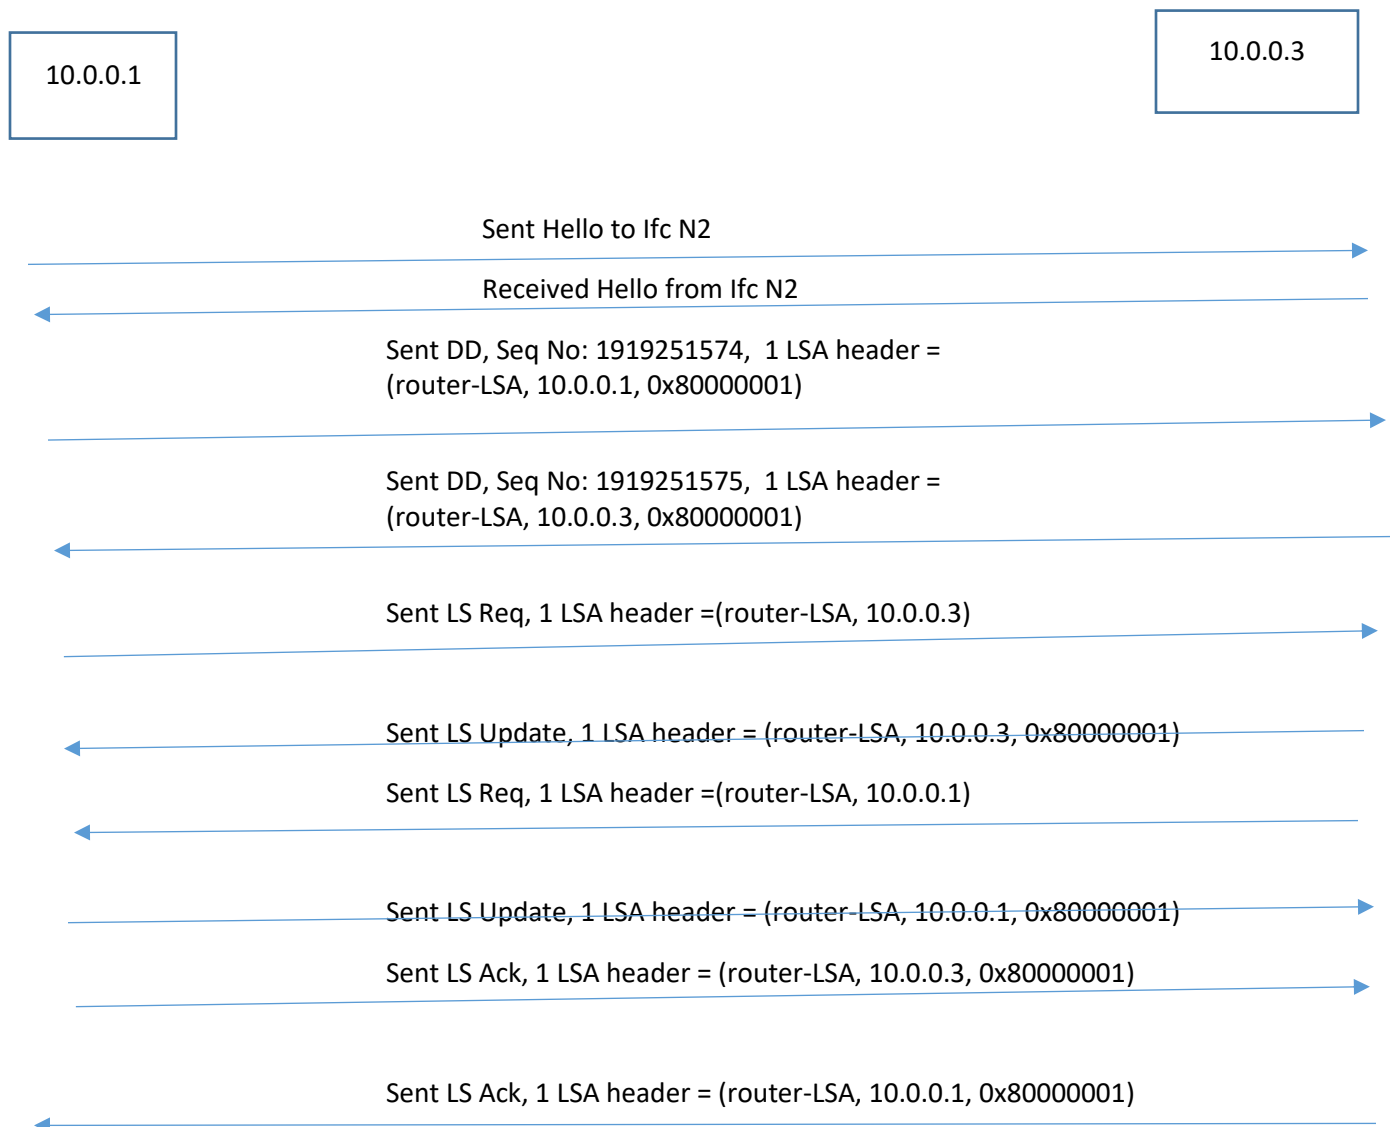 10.0.0.1
10.0.0.3
Sent Hello to Ifc N2
Received Hello from Ifc N2
Sent DD, Seq No: 1919251574,  1 LSA header =
(router-LSA, 10.0.0.1, 0x80000001)
Sent DD, Seq No: 1919251575,  1 LSA header =
(router-LSA, 10.0.0.3, 0x80000001)
Sent LS Req, 1 LSA header =(router-LSA, 10.0.0.3)
Sent LS Update, 1 LSA header = (router-LSA, 10.0.0.3, 0x80000001)
Sent LS Req, 1 LSA header =(router-LSA, 10.0.0.1)
Sent LS Update, 1 LSA header = (router-LSA, 10.0.0.1, 0x80000001)
Sent LS Ack, 1 LSA header = (router-LSA, 10.0.0.3, 0x80000001)
Sent LS Ack, 1 LSA header = (router-LSA, 10.0.0.1, 0x80000001)